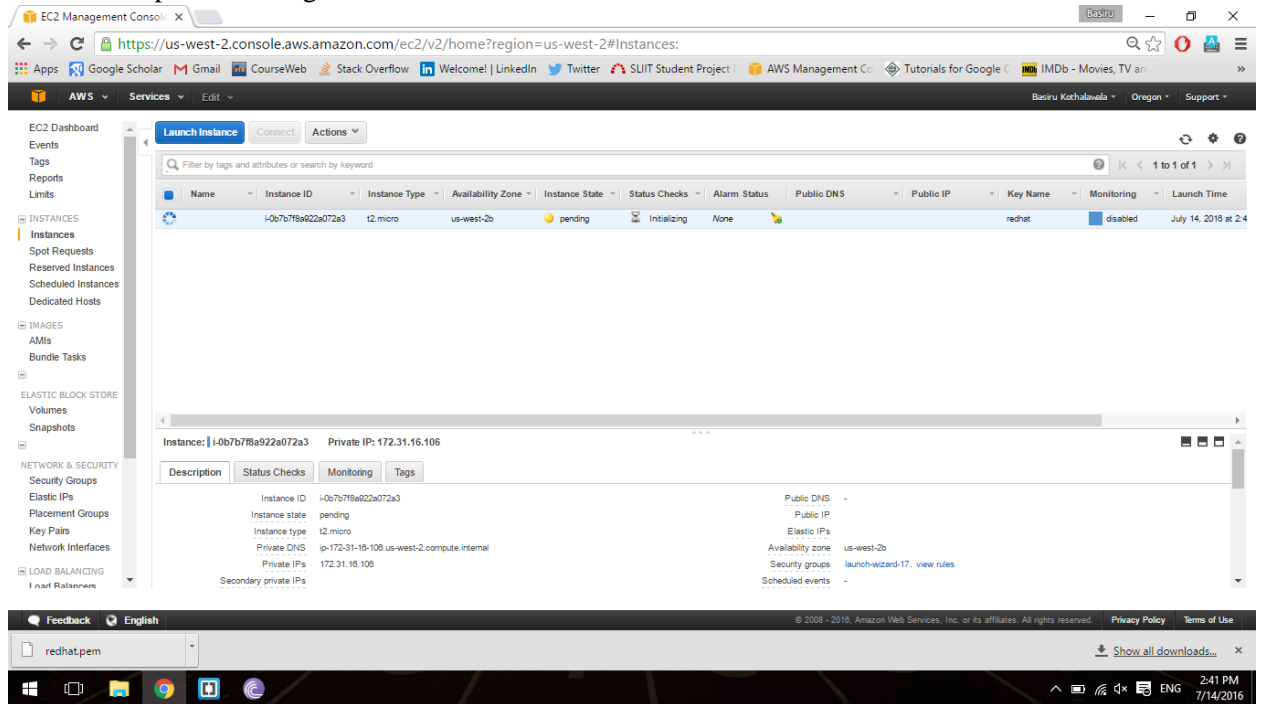 EC2 Management Console
Basiru
https://us-west-2.console.aws.amazon.com/ec2/v2/home?region=us-west-2#Instances:
Apps Google Scholar Gmail CourseWeb Stack Overflow Welcome! | LinkedIn Twitter SLIIT Student Project AWS Management Co Tutorials for Google C IMDb - Movies, TV an »
AWS Services Edit Basiru Kothalawala Oregon Support
EC2 Dashboard
Events
Tags
Reports
Limits
INSTANCES
Instances
Spot Requests
Reserved Instances
Scheduled Instances
Dedicated Hosts
IMAGES
AMIs
Bundle Tasks
ELASTIC BLOCK STORE
Volumes
Snapshots
NETWORK & SECURITY
Security Groups
Elastic IPs
Placement Groups
Key Pairs
Network Interfaces
LOAD BALANCING
Load Balancers
Launch Instance Connect Actions
Filter by tags and attributes or search by keyword
1 to 1 of 1
Name Instance ID Instance Type Availability Zone Instance State Status Checks Alarm Status Public DNS Public IP Key Name Monitoring Launch Time
i-0b7b7f8a922a072a3 t2.micro us-west-2b pending Initializing None redhat disabled July 14, 2016 at 2:4
Instance: i-0b7b7f8a922a072a3 Private IP: 172.31.16.106
Description Status Checks Monitoring Tags
Instance ID i-0b7b7f8a922a072a3 Public DNS -
Instance state pending Public IP
Instance type t2.micro Elastic IPs
Private DNS ip-172-31-16-106.us-west-2.compute.internal Availability zone us-west-2b
Private IPs 172.31.16.106 Security groups launch-wizard-17. view rules
Secondary private IPs Scheduled events -
Feedback English © 2008 - 2016, Amazon Web Services, Inc. or its affiliates. All rights reserved. Privacy Policy Terms of Use
redhat.pem Show all downloads...
ENG 2:41 PM
7/14/2016